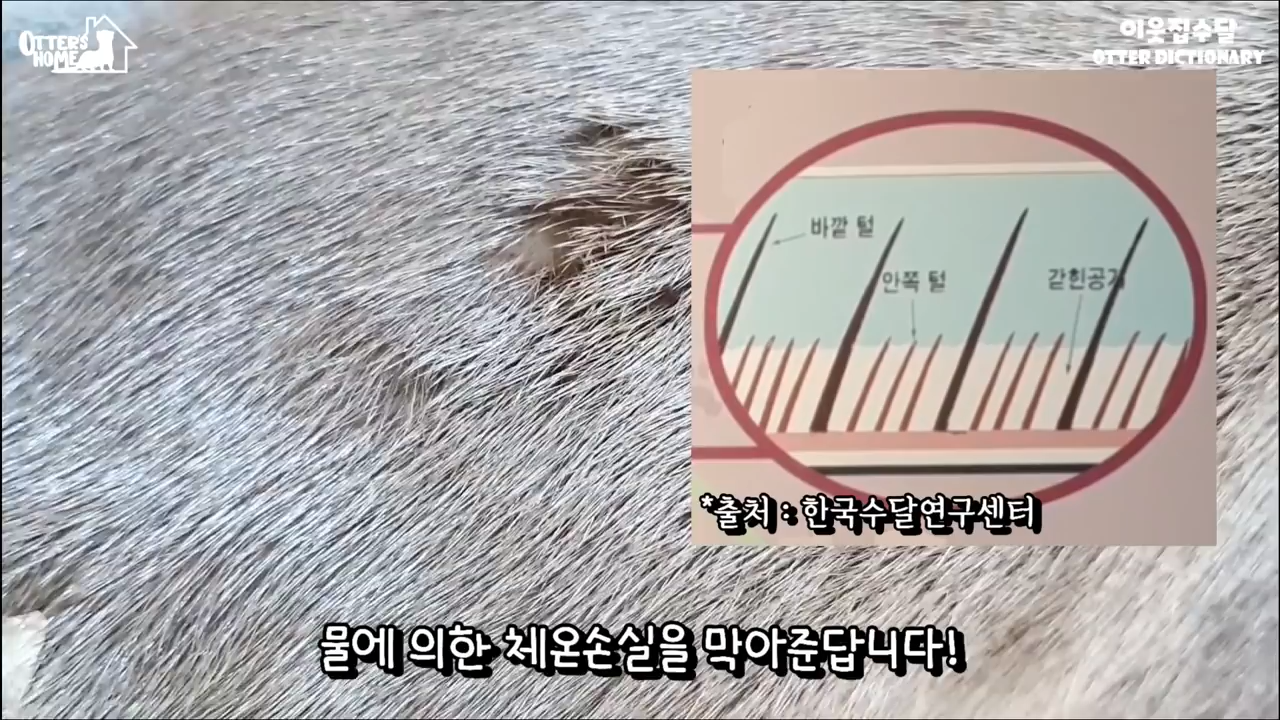 OTTER'S
HOME
이웃집수달
OTTER DICTIONARY
바깥 털
안쪽 털
갇힌공기
*출처 : 한국수달연구센터
물에 의한 체온손실을 막아준답니다!